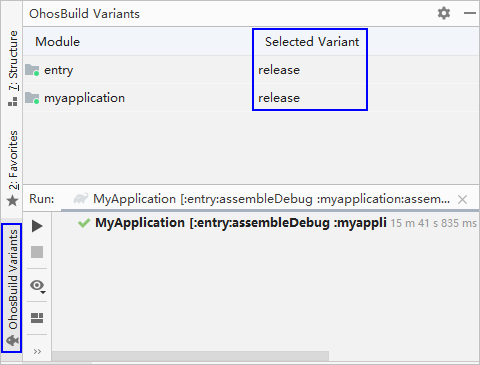 OhosBuild Variants
Module Selected Variant
entry release
myapplication release
7: Structure
2: Favorites
OhosBuild Variants
Run: MyApplication [:entry:assembleDebug :myapplication:assem...
MyApplication [:entry:assembleDebug :myappli 15 m 41 s 835 ms